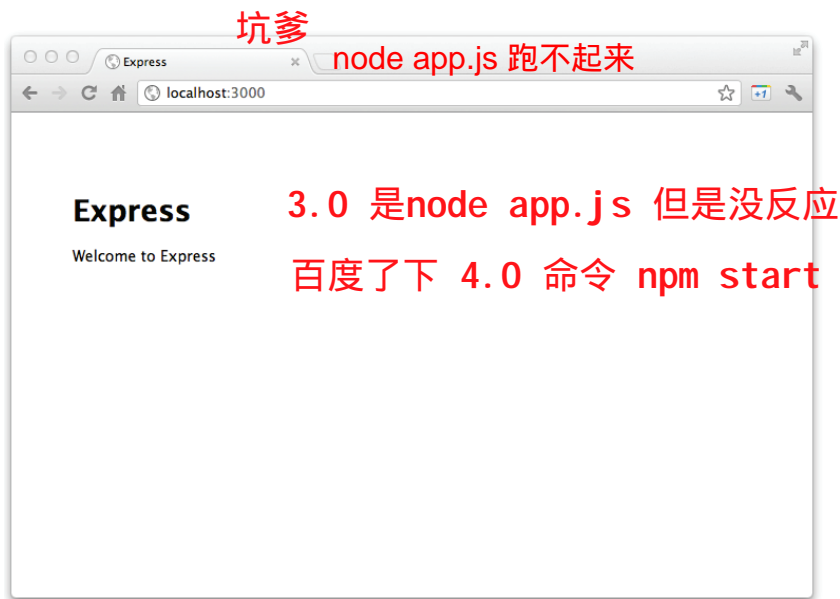 坑爹
Express
node app.js 跑不起来
localhost:3000
+1
Express
3.0 是node app.js 但是没反应
Welcome to Express
百度了下 4.0 命令 npm start